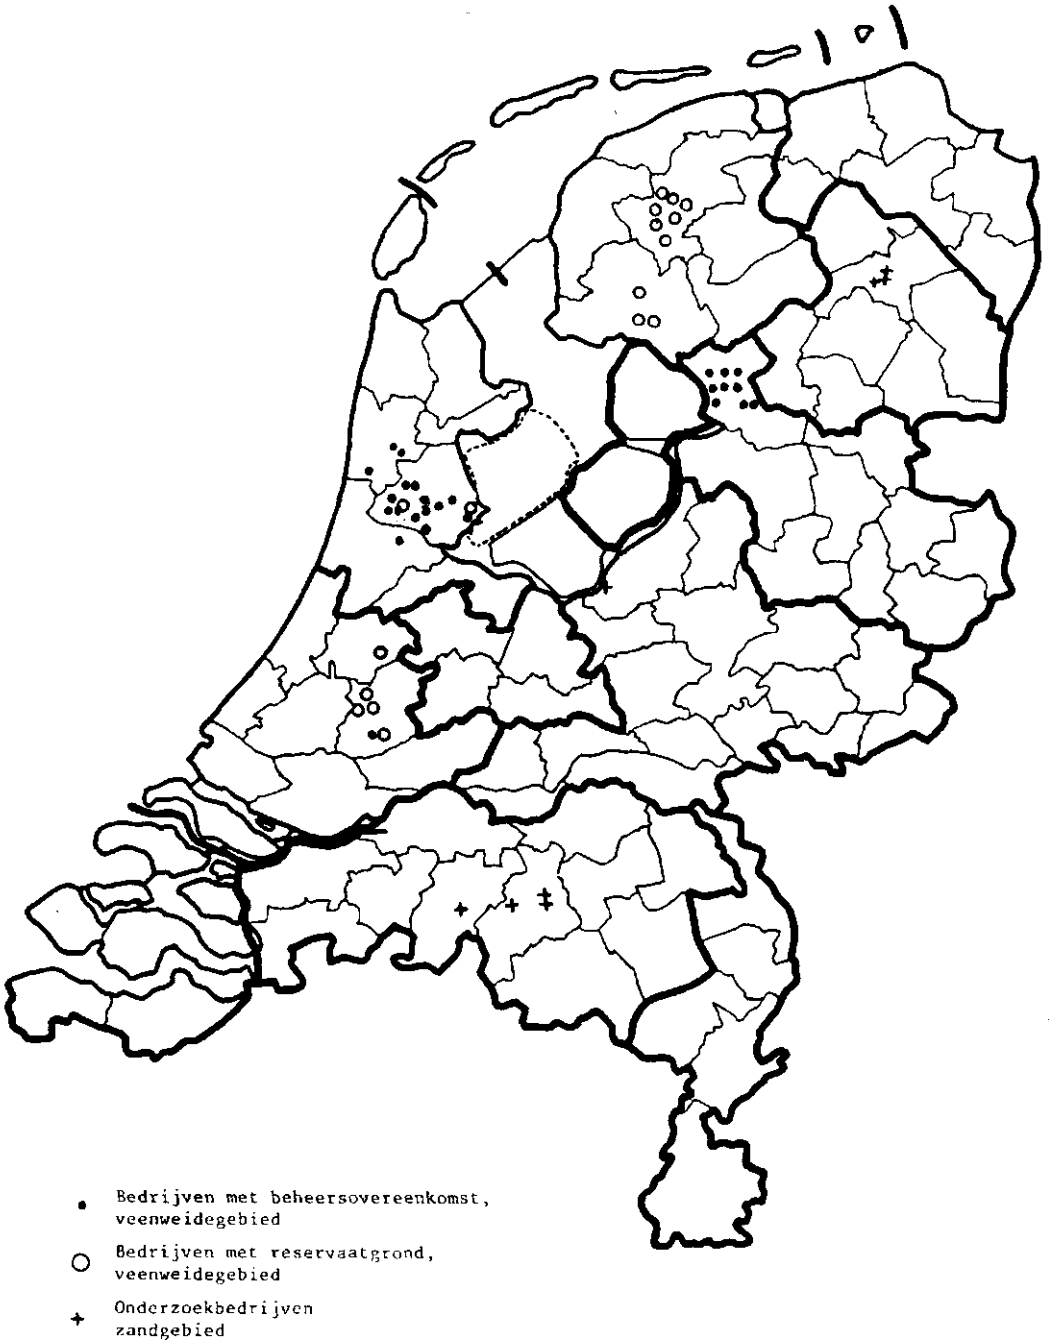 Bedrijven met beheersovereenkomst,
veenweidegebied
Bedrijven met reservaatgrond,
veenweidegebied
Onderzoekbedrijven
zandgebied